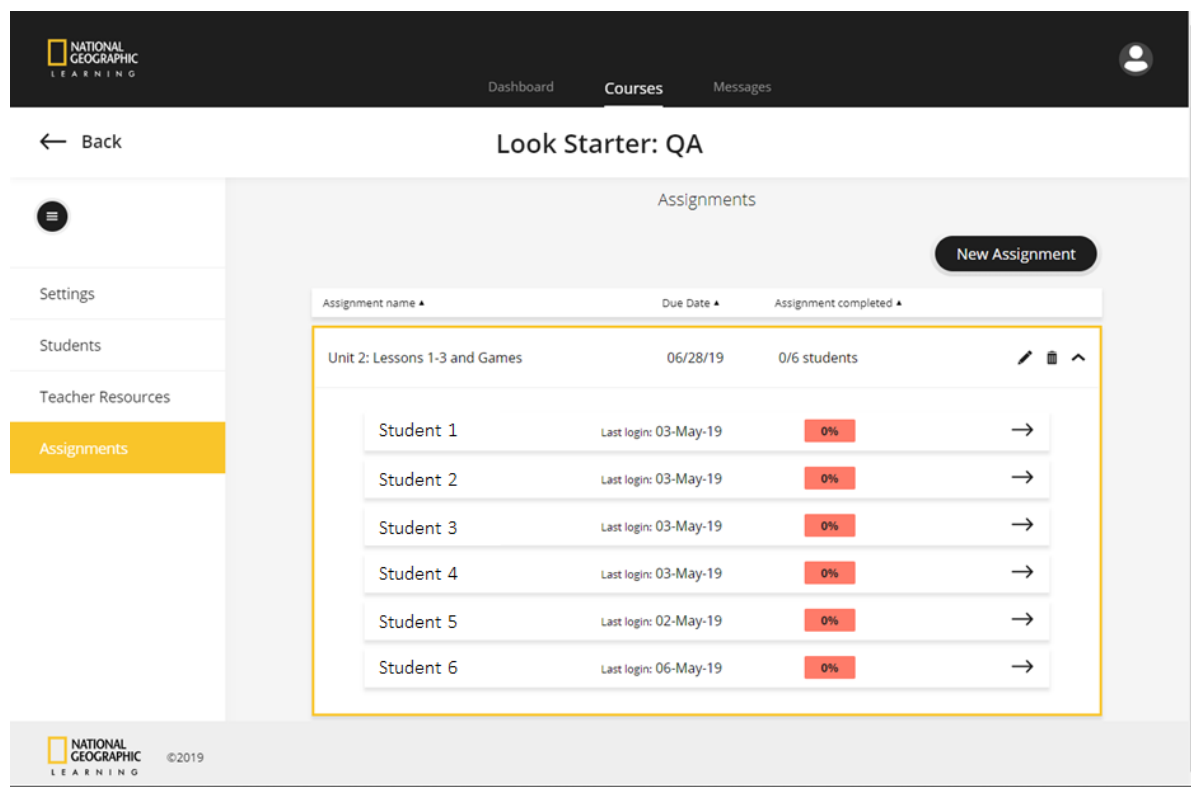 NATIONAL
GEOGRAPHIC
LEARNING
Dashboard Courses Messages
Back Look Starter: QA
Assignments
New Assignment
Settings
Students
Teacher Resources
Assignments
Assignment name ▲ Due Date ▲ Assignment completed ▲
Unit 2: Lessons 1-3 and Games 06/28/19 0/6 students
Student 1 Last login: 03-May-19 0%
Student 2 Last login: 03-May-19 0%
Student 3 Last login: 03-May-19 0%
Student 4 Last login: 03-May-19 0%
Student 5 Last login: 02-May-19 0%
Student 6 Last login: 06-May-19 0%
NATIONAL
GEOGRAPHIC
LEARNING
©2019